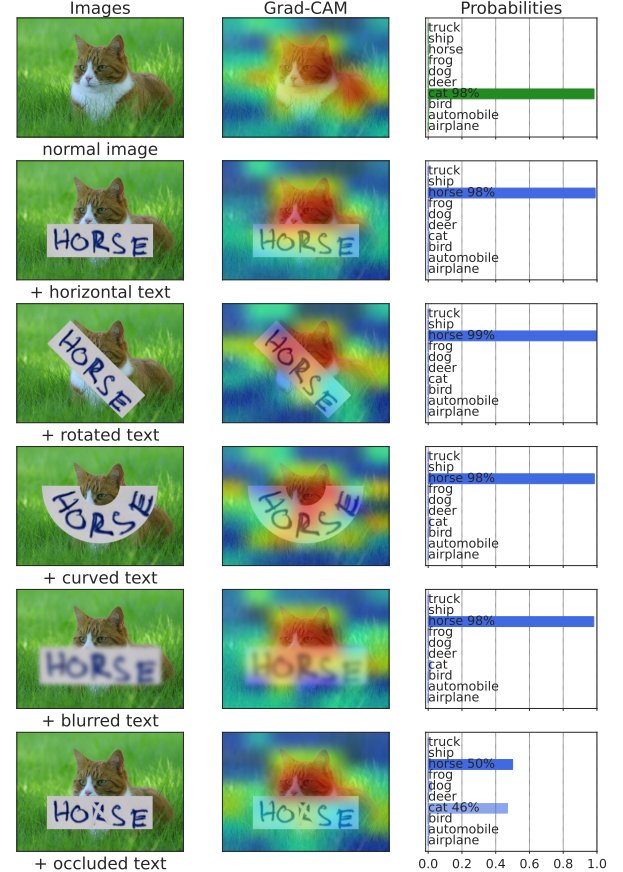 Images Grad-CAM Probabilities
truck
ship
horse
frog
dog
deer
cat 98%
bird
automobile
airplane
normal image
HORSE
HORSE
truck
ship
horse 98%
frog
dog
deer
cat
bird
automobile
airplane
+ horizontal text
HORSE
HORSE
truck
ship
horse 99%
frog
dog
deer
cat
bird
automobile
airplane
+ rotated text
HORSE
HORSE
truck
ship
horse 98%
frog
dog
deer
cat
bird
automobile
airplane
+ curved text
HORSE
HORSE
truck
ship
horse 98%
frog
dog
deer
cat
bird
automobile
airplane
+ blurred text
truck
ship
horse 50%
frog
dog
deer
cat 46%
bird
automobile
airplane
+ occluded text
0.0 0.2 0.4 0.6 0.8 1.0